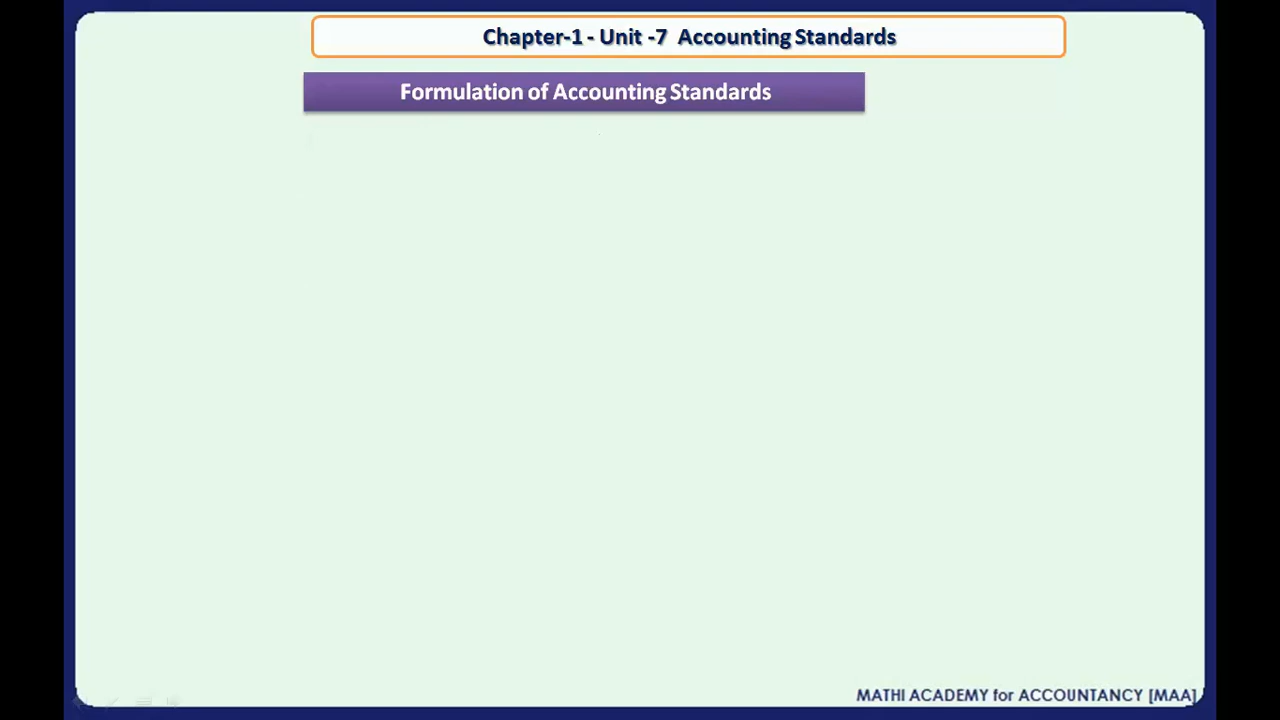 Chapter-1 - Unit -7 Accounting Standards
Formulation of Accounting Standards
MATHI ACADEMY for ACCOUNTANCY [MAA]